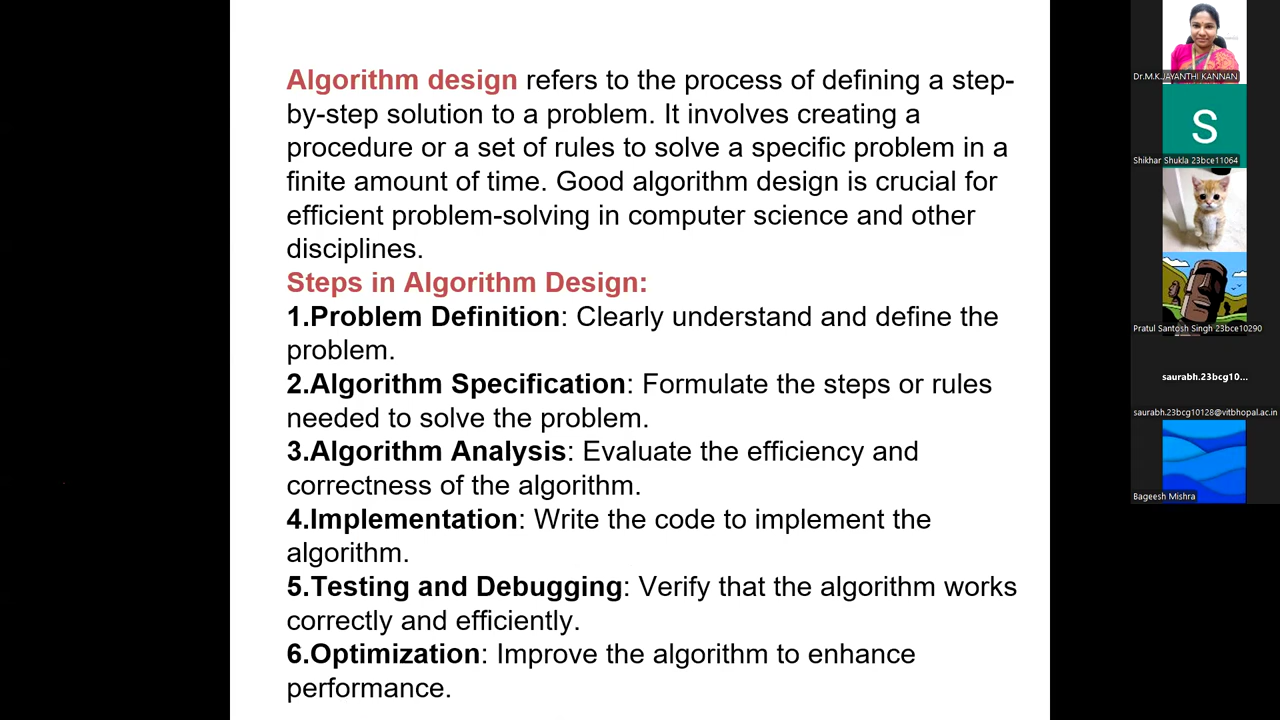 Algorithm design refers to the process of defining a step-
by-step solution to a problem. It involves creating a
procedure or a set of rules to solve a specific problem in a
finite amount of time. Good algorithm design is crucial for
efficient problem-solving in computer science and other
disciplines.
Steps in Algorithm Design:
1.Problem Definition: Clearly understand and define the
problem.
2.Algorithm Specification: Formulate the steps or rules
needed to solve the problem.
3.Algorithm Analysis: Evaluate the efficiency and
correctness of the algorithm.
4.Implementation: Write the code to implement the
algorithm.
5.Testing and Debugging: Verify that the algorithm works
correctly and efficiently.
6.Optimization: Improve the algorithm to enhance
performance.
Dr.M.K.JAYANTHI KANNAN
S
Shikhar Shukla 23bce11064
Pratul Santosh Singh 23bce10290
saurabh.23bcg10...
saurabh.23bcg10128@vitbhopal.ac.in
Bageesh Mishra